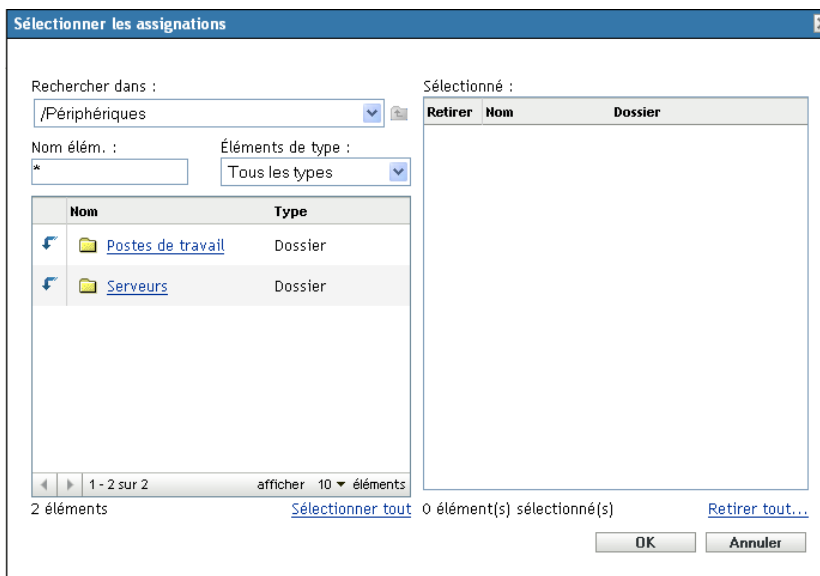 Sélectionner les assignations
Rechercher dans :
/Périphériques
Nom élém. :
Éléments de type :
*
Tous les types
Nom
Type
Postes de travail
Dossier
Serveurs
Dossier
1 - 2 sur 2
afficher 10 ▼ éléments
2 éléments
Sélectionner tout
Sélectionné :
Retirer
Nom
Dossier
0 élément(s) sélectionné(s)
Retirer tout...
OK
Annuler